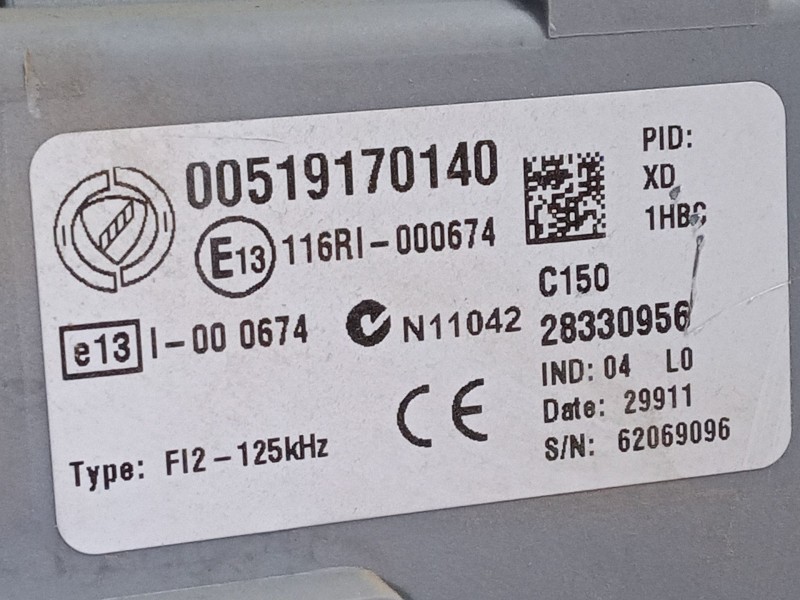 00519170140
E13 116RI-000674
e13 I-00 0674
N11042
Type: FI2-125kHz
CE
PID:
XD
C150
28330956
IND: 04 L0
Date: 29911
S/N: 62069096